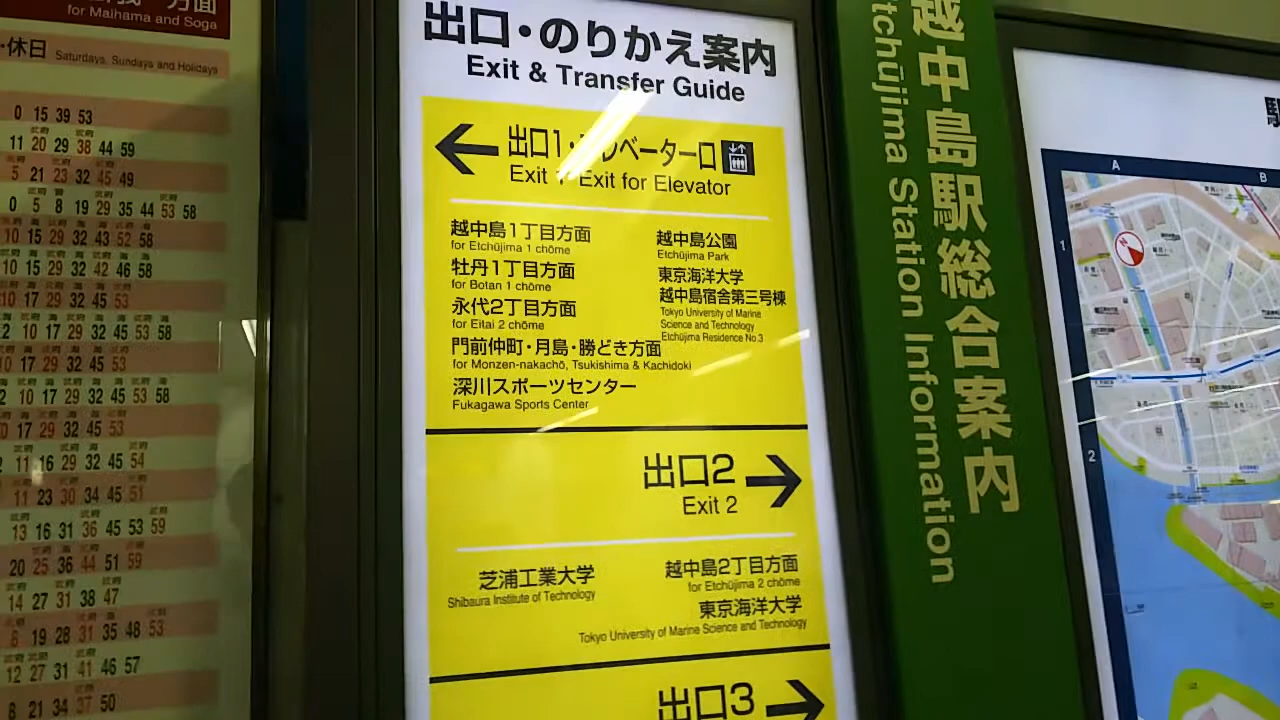 方面
for Maihama and Soga
・休日 Saturdays, Sundays and Holidays
0 15 39 53
11 20 29 38 44 59
5 21 23 32 45 49
0 5 8 19 29 35 44 53 58
10 15 29 32 43 52 58
10 15 29 32 42 46 58
10 17 29 32 45 53
2 10 17 29 32 45 53 58
10 17 29 32 45 53
2 10 17 29 32 45 53 58
17 29 32 45 53
11 16 29 32 45 54
11 23 30 34 45 51
13 16 31 36 45 53 59
20 25 36 44 51 59
14 27 31 38 47
6 19 28 31 35 48 53
12 27 31 41 46 57
8 21 34 37 50
出口・のりかえ案内
Exit & Transfer Guide
出口1・ベーター口
Exit Exit for Elevator
越中島1丁目方面
for Etchūjima 1 chōme
牡丹1丁目方面
for Botan 1 chōme
永代2丁目方面
for Eitai 2 chōme
門前仲町・月島・勝どき方面
for Monzen-nakachō, Tsukishima & Kachidoki
深川スポーツセンター
Fukagawa Sports Center
越中島公園
Etchūjima Park
東京海洋大学
越中島宿舎第三号棟
Tokyo University of Marine
Science and Technology
Etchūjima Residence No.3
出口2
Exit 2
芝浦工業大学
Shibaura Institute of Technology
越中島2丁目方面
for Etchūjima 2 chōme
東京海洋大学
Tokyo University of Marine Science and Technology
出口3
越中島駅総合案内
tchūjima Station Information
A
B
1
2
N